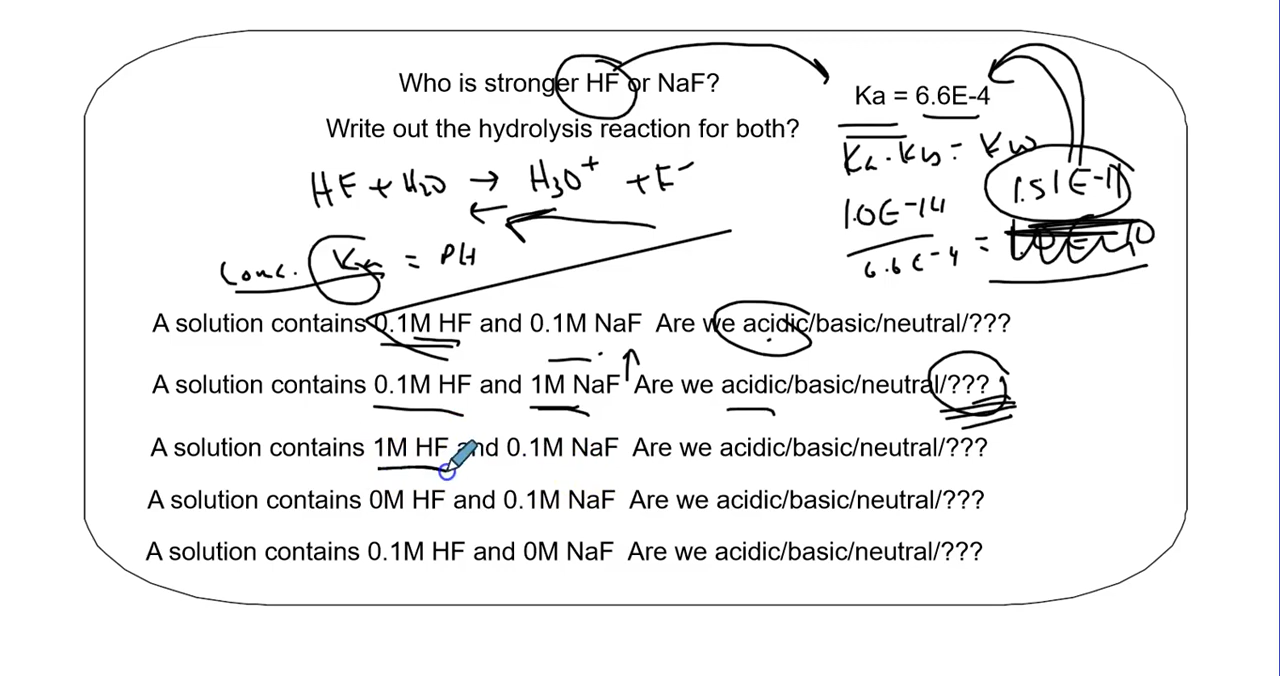 Who is stronger HF or NaF?
Ka = 6.6E-4
Write out the hydrolysis reaction for both?
Ka · Kb = Kw
HF + H2O → H3O+ + F-
1.51E-11
1.0E-14
6.6E-4 =
Conc. Ka = PH
A solution contains 0.1M HF and 0.1M NaF Are we acidic/basic/neutral/???
A solution contains 0.1M HF and 1M NaF Are we acidic/basic/neutral/???
A solution contains 1M HF and 0.1M NaF Are we acidic/basic/neutral/???
A solution contains 0M HF and 0.1M NaF Are we acidic/basic/neutral/???
A solution contains 0.1M HF and 0M NaF Are we acidic/basic/neutral/???